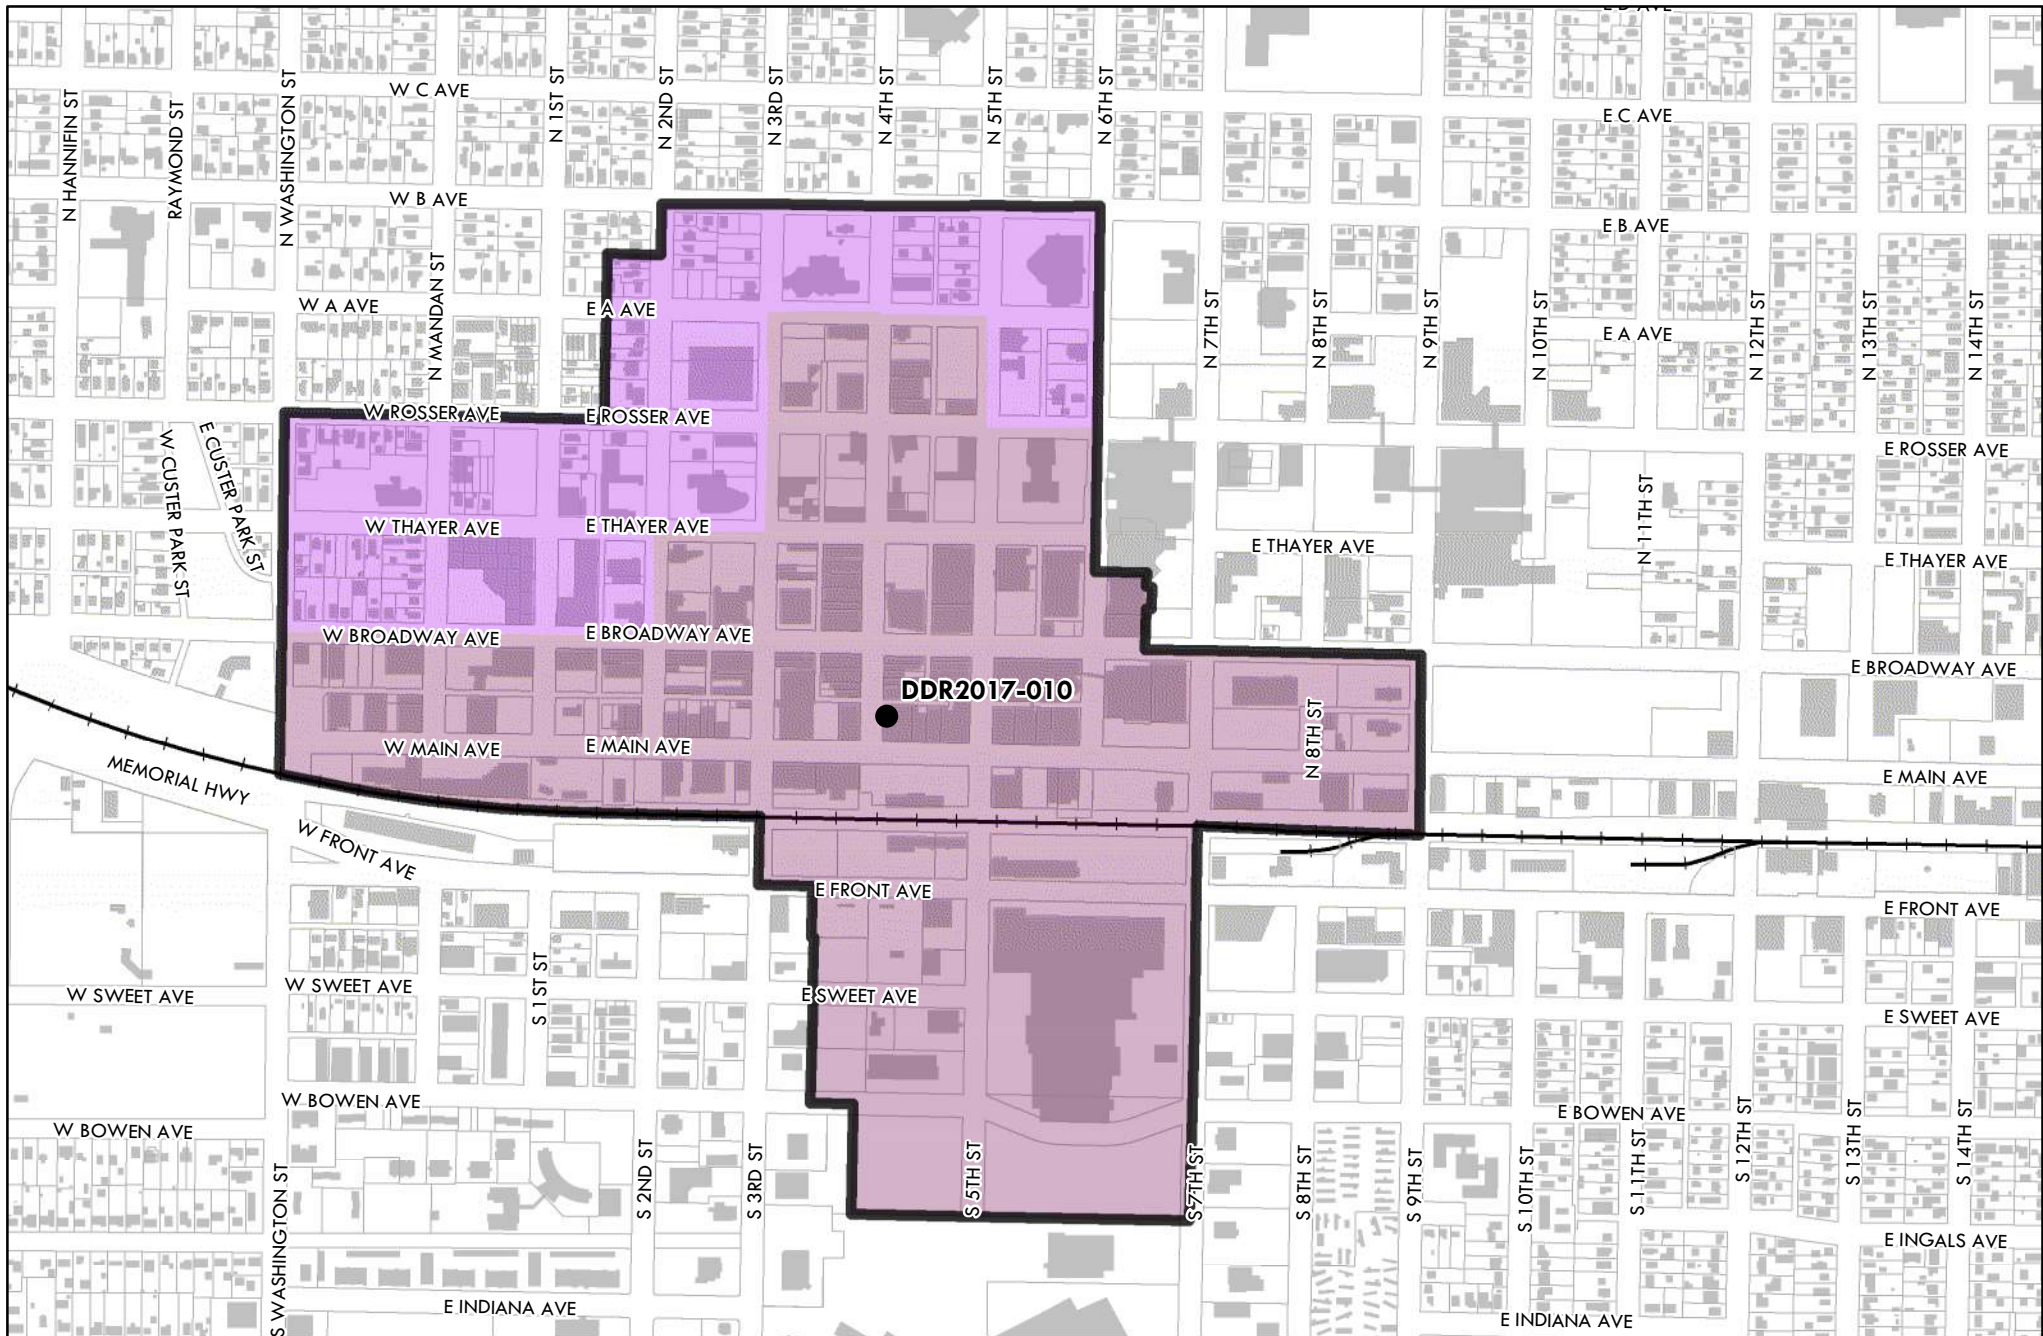 E D AVE
W C AVE
E C AVE
N HANNIFIN ST
RAYMOND ST
N WASHINGTON ST
N 1ST ST
N 2ND ST
N 3RD ST
N 4TH ST
N 5TH ST
N 6TH ST
W B AVE
E B AVE
N MANDAN ST
W A AVE
E A AVE
E A AVE
N 7TH ST
N 8TH ST
N 9TH ST
N 10TH ST
N 12TH ST
N 13TH ST
N 14TH ST
W ROSSER AVE
E ROSSER AVE
E ROSSER AVE
W CUSTER PARK ST
E CUSTER PARK ST
W THAYER AVE
E THAYER AVE
E THAYER AVE
N 11TH ST
E THAYER AVE
W BROADWAY AVE
E BROADWAY AVE
E BROADWAY AVE
DDR2017-010
N 8TH ST
W MAIN AVE
E MAIN AVE
E MAIN AVE
MEMORIAL HWY
W FRONT AVE
E FRONT AVE
E FRONT AVE
W SWEET AVE
W SWEET AVE
S 1ST ST
E SWEET AVE
E SWEET AVE
W BOWEN AVE
W BOWEN AVE
E BOWEN AVE
S WASHINGTON ST
S 2ND ST
S 3RD ST
S 5TH ST
S 7TH ST
S 8TH ST
S 9TH ST
S 10TH ST
S 11TH ST
S 12TH ST
S 13TH ST
S 14TH ST
E INGALS AVE
E INDIANA AVE
E INDIANA AVE